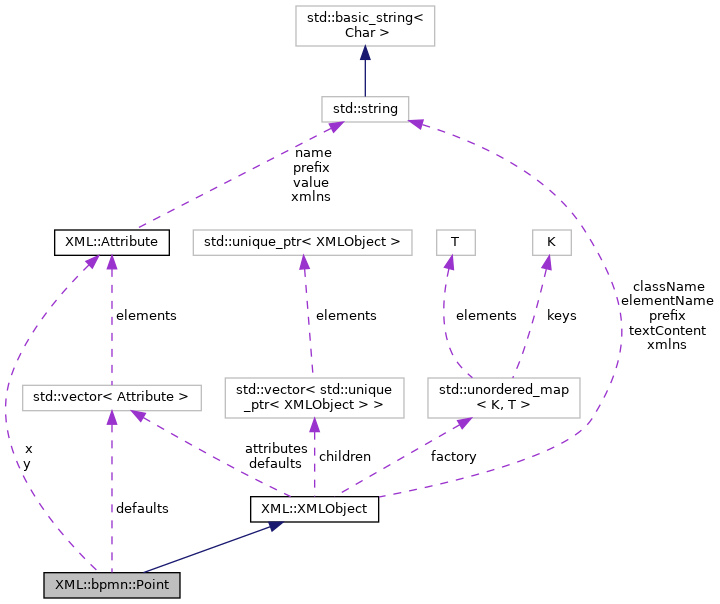 std::basic_string<
Char >
std::string
name
prefix
value
xmlns
XML::Attribute
std::unique_ptr< XMLObject >
T
K
className
elementName
prefix
textContent
xmlns
elements
elements
elements
keys
std::vector< Attribute >
std::vector< std::unique
_ptr< XMLObject > >
std::unordered_map
< K, T >
x
y
attributes
defaults
children
factory
defaults
XML::XMLObject
XML::bpmn::Point